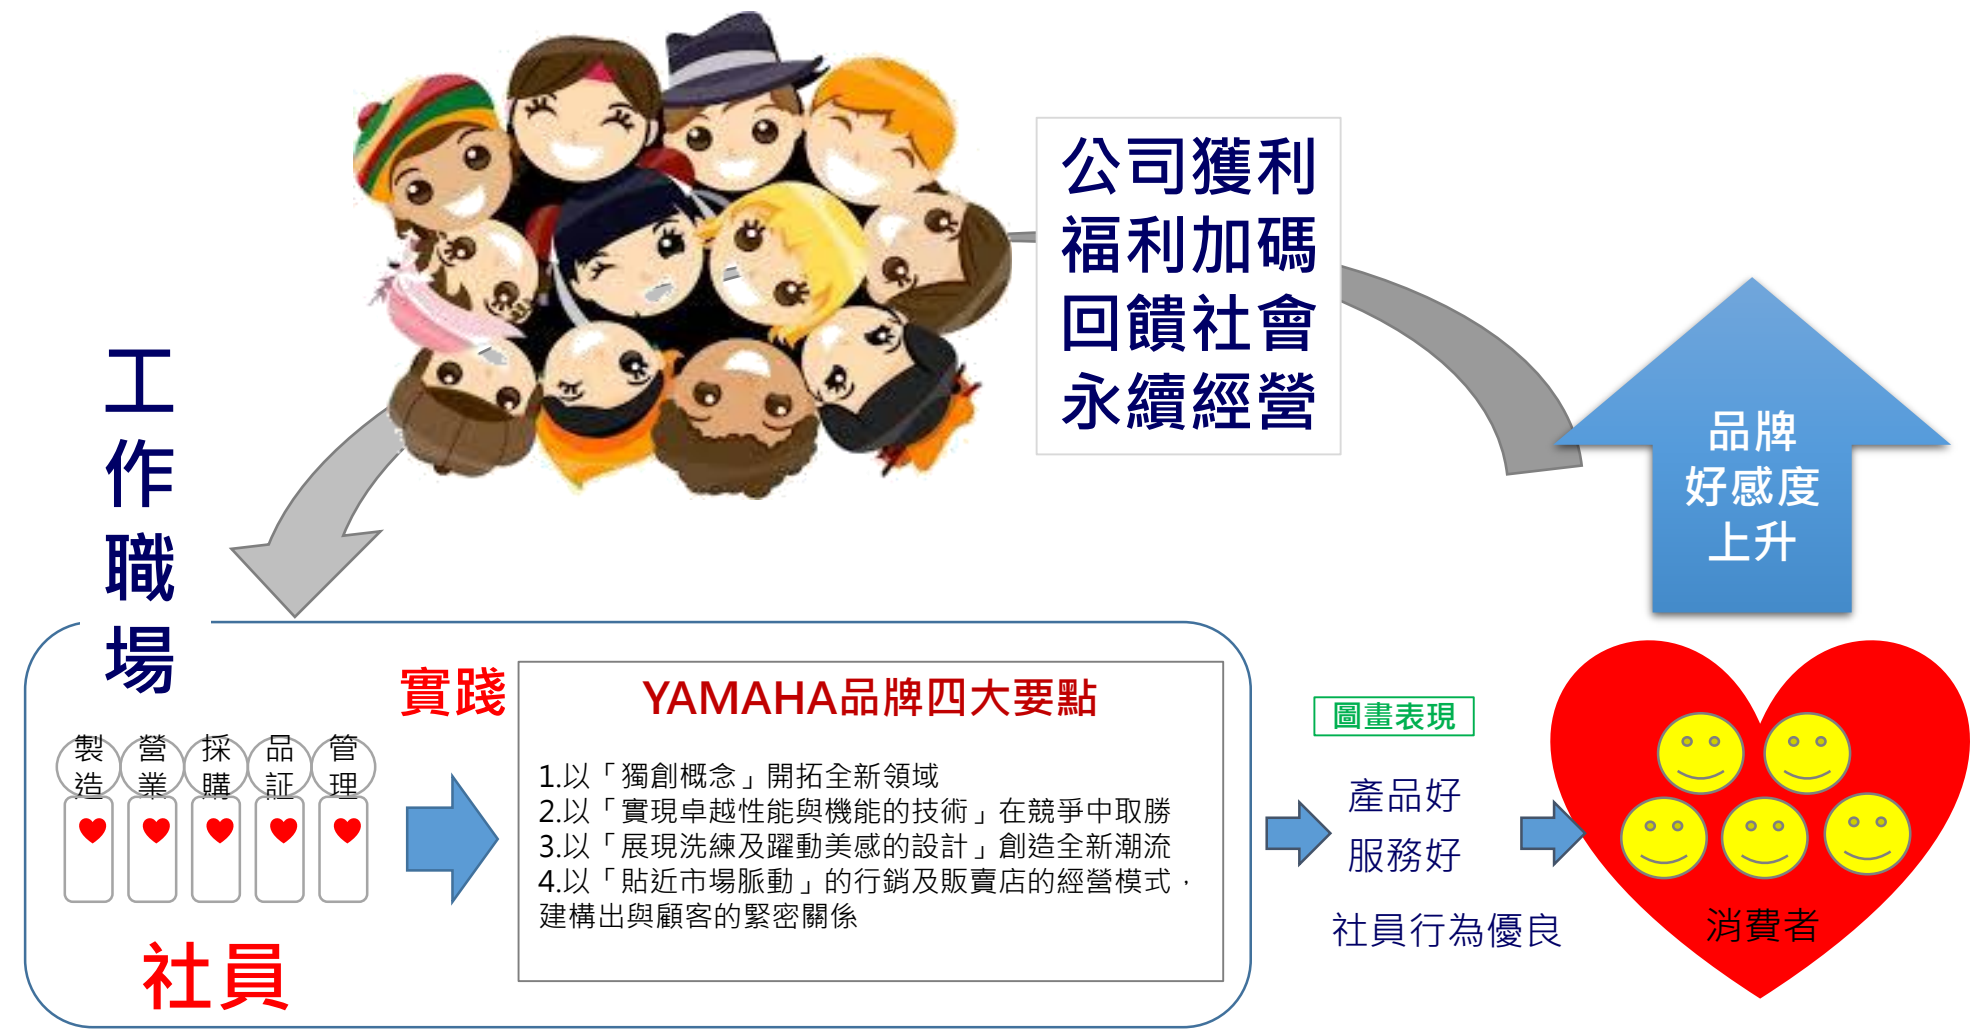 公司獲利
福利加碼
回饋社會
永續經營
品牌
好感度
上升
工
作
職
場
實踐
YAMAHA品牌四大要點
1.以「獨創概念」開拓全新領域
2.以「實現卓越性能與機能的技術」在競爭中取勝
3.以「展現洗練及躍動美感的設計」創造全新潮流
4.以「貼近市場脈動」的行銷及販賣店的經營模式，
建構出與顧客的緊密關係
製
造
營
業
採
購
品
証
管
理
社員
圖畫表現
產品好
服務好
社員行為優良
消費者